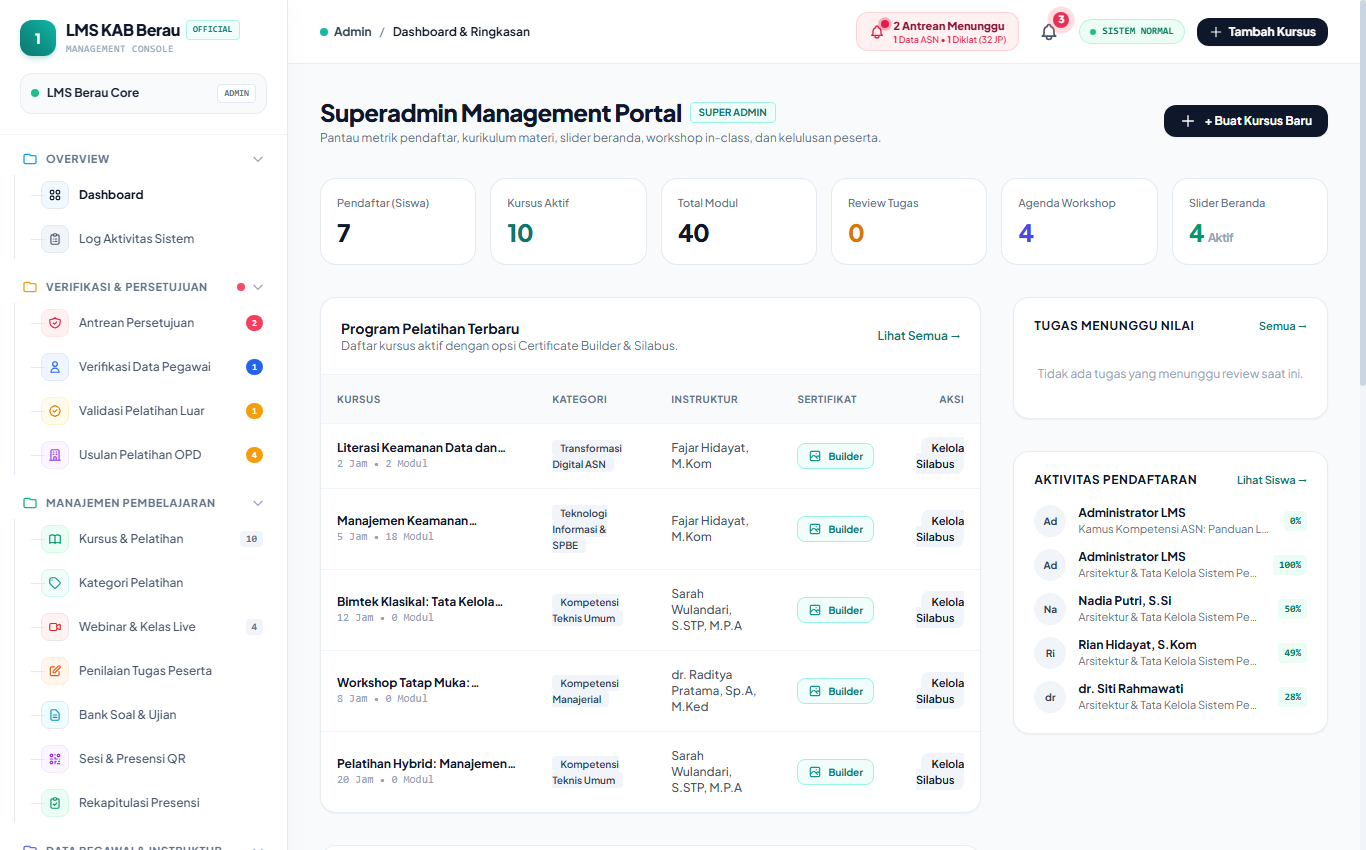 1
LMS KAB Berau
OFFICIAL
MANAGEMENT CONSOLE
LMS Berau Core
ADMIN
OVERVIEW
Dashboard
Log Aktivitas Sistem
VERIFIKASI & PERSETUJUAN
Antrean Persetujuan
2
Verifikasi Data Pegawai
1
Validasi Pelatihan Luar
1
Usulan Pelatihan OPD
4
MANAJEMEN PEMBELAJARAN
Kursus & Pelatihan
10
Kategori Pelatihan
Webinar & Kelas Live
4
Penilaian Tugas Peserta
Bank Soal & Ujian
Sesi & Presensi QR
Rekapitulasi Presensi
DATA PEGAWAI & INSTRUKTUR
Admin / Dashboard & Ringkasan
2 Antrean Menunggu
1 Data ASN • 1 Diklat (32 JP)
3
SISTEM NORMAL
Tambah Kursus
Superadmin Management Portal
SUPER ADMIN
Pantau metrik pendaftar, kurikulum materi, slider beranda, workshop in-class, dan kelulusan peserta.
+ Buat Kursus Baru
Pendaftar (Siswa)
7
Kursus Aktif
10
Total Modul
40
Review Tugas
0
Agenda Workshop
4
Slider Beranda
4 Aktif
Program Pelatihan Terbaru
Daftar kursus aktif dengan opsi Certificate Builder & Silabus.
Lihat Semua →
KURSUS KATEGORI INSTRUKTUR SERTIFIKAT AKSI
Literasi Keamanan Data dan...
2 Jam • 2 Modul
Transformasi
Digital ASN
Fajar Hidayat,
M.Kom
Builder
Kelola
Silabus
Manajemen Keamanan...
5 Jam • 18 Modul
Teknologi
Informasi &
SPBE
Fajar Hidayat,
M.Kom
Builder
Kelola
Silabus
Bimtek Klasikal: Tata Kelola...
12 Jam • 0 Modul
Kompetensi
Teknis Umum
Sarah
Wulandari,
S.STP, M.P.A
Builder
Kelola
Silabus
Workshop Tatap Muka:...
8 Jam • 0 Modul
Kompetensi
Manajerial
dr. Raditya
Pratama, Sp.A,
M.Ked
Builder
Kelola
Silabus
Pelatihan Hybrid: Manajemen...
20 Jam • 0 Modul
Kompetensi
Teknis Umum
Sarah
Wulandari,
S.STP, M.P.A
Builder
Kelola
Silabus
TUGAS MENUNGGU NILAI
Semua →
Tidak ada tugas yang menunggu review saat ini.
AKTIVITAS PENDAFTARAN
Lihat Siswa →
Ad
Administrator LMS
Kamus Kompetensi ASN: Panduan L...
0%
Ad
Administrator LMS
Arsitektur & Tata Kelola Sistem Pe...
100%
Na
Nadia Putri, S.Si
Arsitektur & Tata Kelola Sistem Pe...
50%
Ri
Rian Hidayat, S.Kom
Arsitektur & Tata Kelola Sistem Pe...
49%
dr
dr. Siti Rahmawati
Arsitektur & Tata Kelola Sistem Pe...
28%